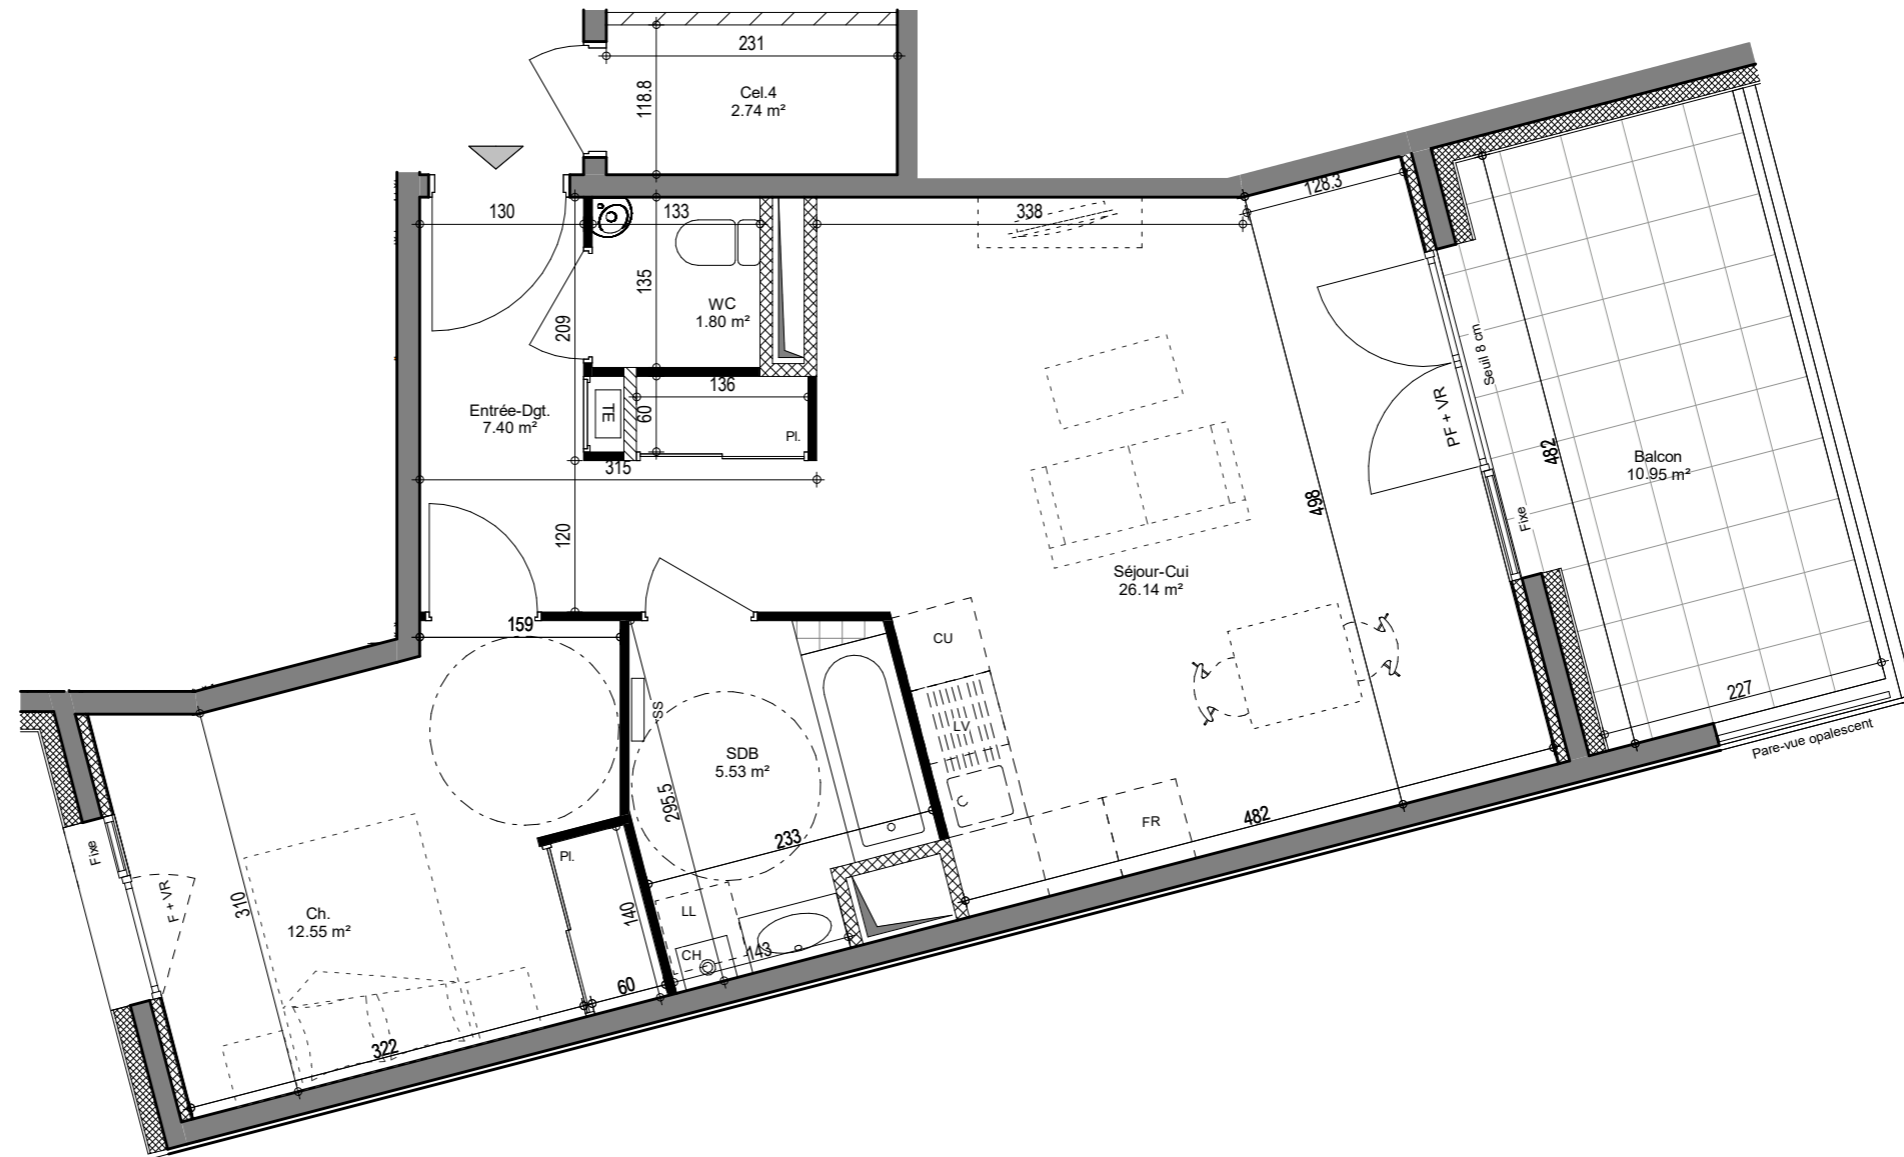 231
118.8
Cel.4
2.74 m²
128.3
130
133
338
135
WC
1.80 m²
209
136
TE
60
Pl.
Entrée-Dgt.
7.40 m²
315
120
Seuil 8 cm
PF + VR
482
Balcon
10.95 m²
498
Fixe
Séjour-Cui
26.14 m²
159
CU
227
Pare-vue opalescent
SS
LV
SDB
5.53 m²
295.5
233
482
FR
Fixe
F + VR
310
Ch.
12.55 m²
Pl.
140
LL
CH
143
60
322